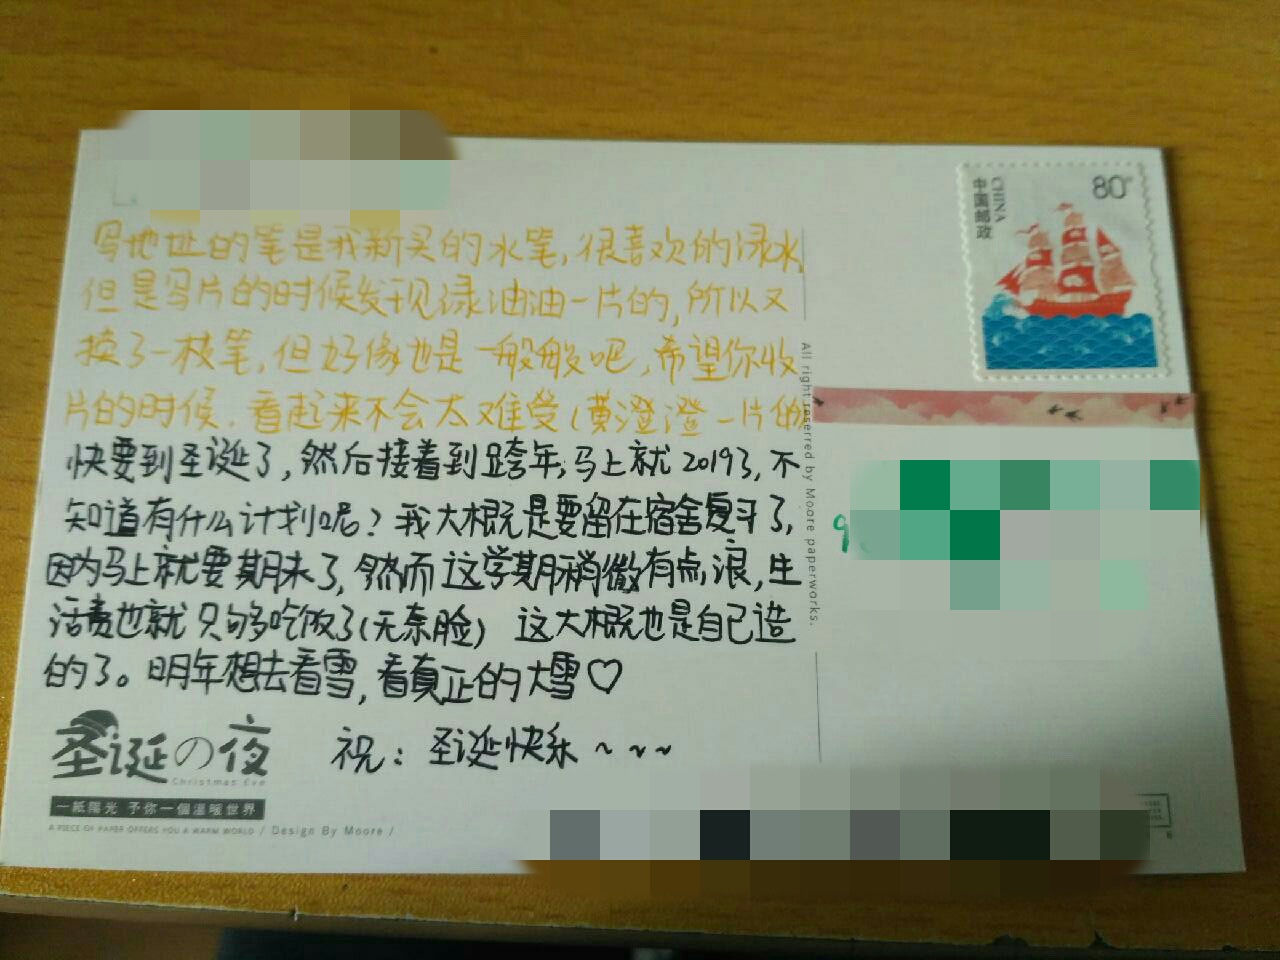 写地址的笔是我新买的水笔,很喜欢的绿水,
但是写片的时候发现绿油油一片的,所以又
换了一枝笔,但好像也是一般般吧,希望你收
片的时候,看起来不会太难受(黄澄澄一片的
快要到圣诞了,然后接着到跨年,马上就2019了,不
知道有什么计划呢?我大概是要留在宿舍复习了,
因为马上就要期末了,然而这学期稍微有点浪,生
活费也就只够吃饭了(无奈脸) 这大概也是自己造
的了。明年想去看雪,看真正的大雪♡
祝:圣诞快乐~~~
圣诞の夜
Christmas Eve
一紙陽光 予你一個溫暖世界
A PIECE OF PAPER OFFERS YOU A WARM WORLD / Design By Moore /
All right reserred by Moore paperworks.
中国邮政
CHINA
80分
9